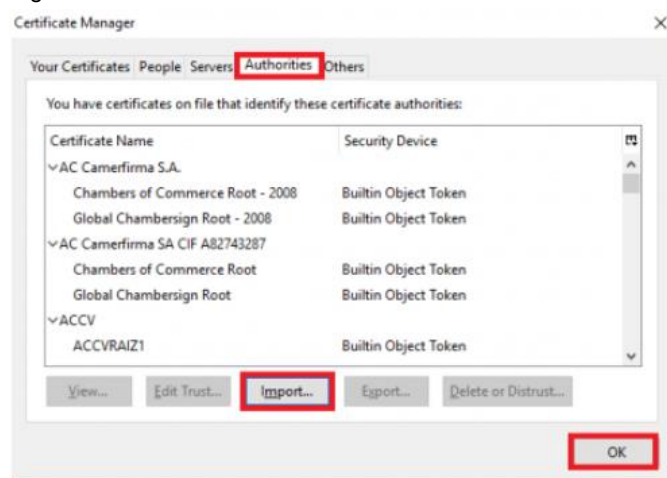 Certificate Manager
Your Certificates People Servers Authorities Others
You have certificates on file that identify these certificate authorities:
Certificate Name Security Device
AC Camerfirma S.A.
Chambers of Commerce Root - 2008 Builtin Object Token
Global Chambersign Root - 2008 Builtin Object Token
AC Camerfirma SA CIF A82743287
Chambers of Commerce Root Builtin Object Token
Global Chambersign Root Builtin Object Token
ACCV
ACCVRAIZ1 Builtin Object Token
View... Edit Trust... Import... Export... Delete or Distrust...
OK